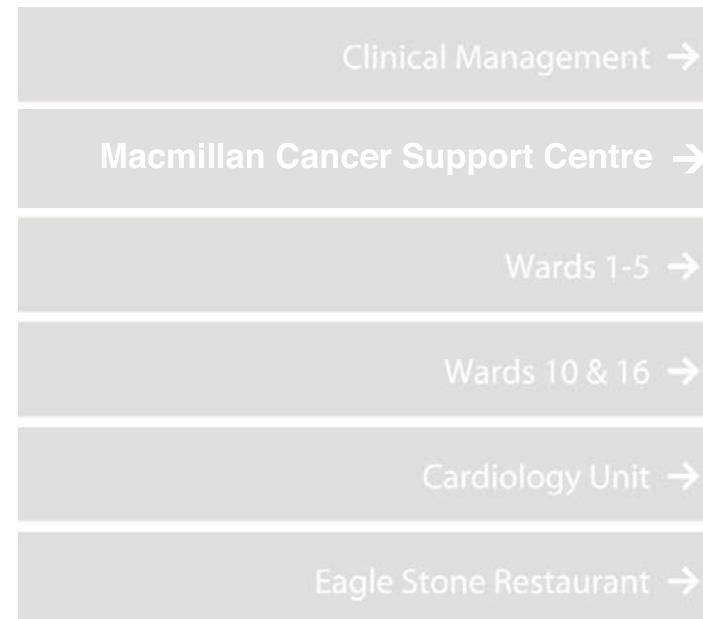 Clinical Management →
Macmillan Cancer Support Centre →
Wards 1-5 →
Wards 10 & 16 →
Cardiology Unit →
Eagle Stone Restaurant →